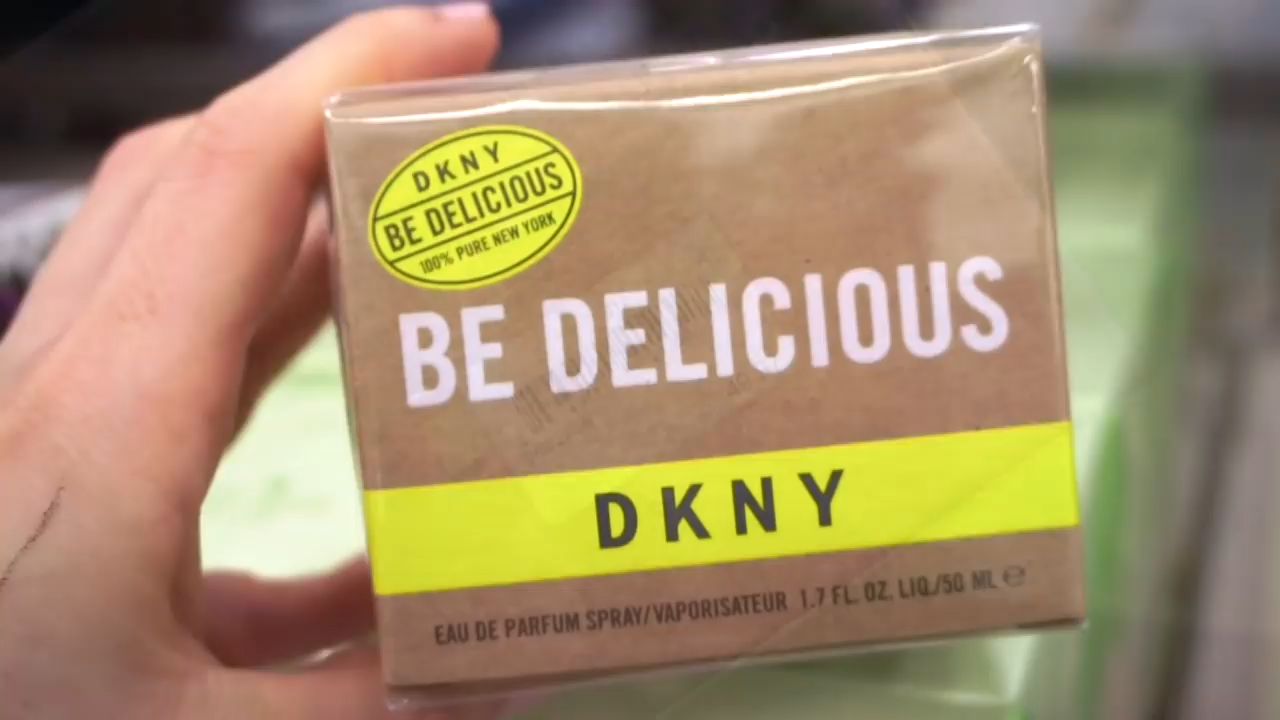 DKNY
BE DELICIOUS
100% PURE NEW YORK
BE DELICIOUS
DKNY
EAU DE PARFUM SPRAY/VAPORISATEUR 1.7 FL. OZ. LIQ./50 ML ℮